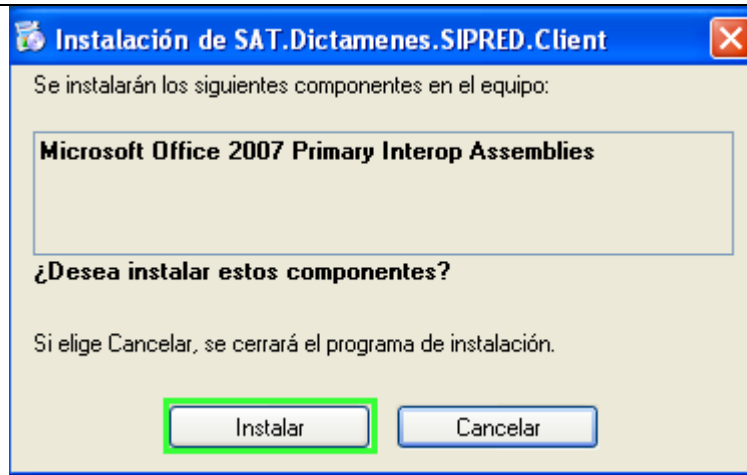 Instalación de SAT.Dictamenes.SIPRED.Client
Se instalarán los siguientes componentes en el equipo:
Microsoft Office 2007 Primary Interop Assemblies
¿Desea instalar estos componentes?
Si elige Cancelar, se cerrará el programa de instalación.
Instalar Cancelar